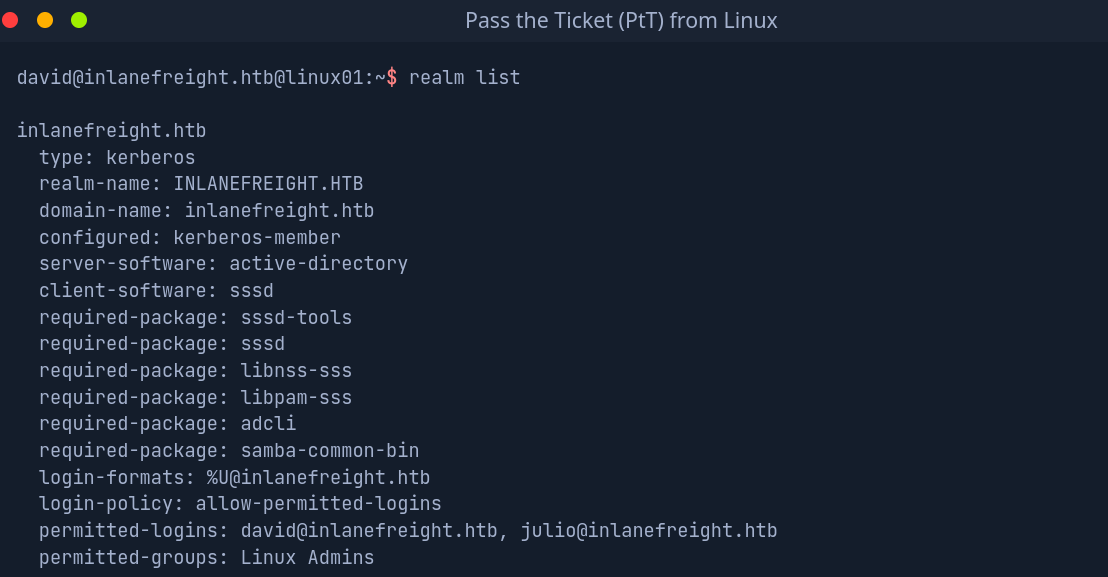 Pass the Ticket (PtT) from Linux
david@inlanefreight.htb@linux01:~$ realm list
inlanefreight.htb
type: kerberos
realm-name: INLANEFREIGHT.HTB
domain-name: inlanefreight.htb
configured: kerberos-member
server-software: active-directory
client-software: sssd
required-package: sssd-tools
required-package: sssd
required-package: libnss-sss
required-package: libpam-sss
required-package: adcli
required-package: samba-common-bin
login-formats: %U@inlanefreight.htb
login-policy: allow-permitted-logins
permitted-logins: david@inlanefreight.htb, julio@inlanefreight.htb
permitted-groups: Linux Admins